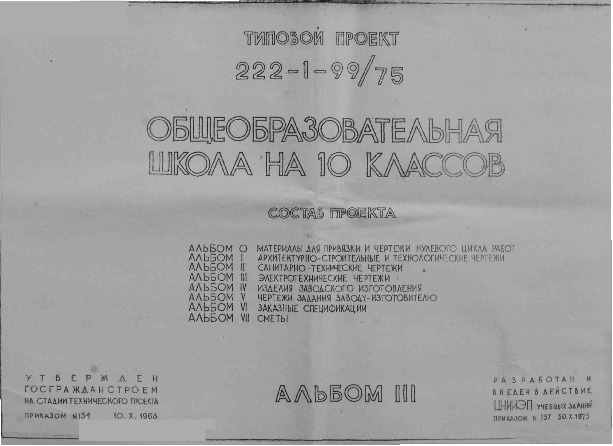 ТИПОВОЙ ПРОЕКТ
222-1-99/75
ОБЩЕОБРАЗОВАТЕЛЬНАЯ
ШКОЛА НА 10 КЛАССОВ
СОСТАВ ПРОЕКТА
АЛЬБОМ 0 МАТЕРИАЛЫ ДЛЯ ПРИВЯЗКИ И ЧЕРТЕЖИ НУЛЕВОГО ЦИКЛА РАБОТ
АЛЬБОМ I АРХИТЕКТУРНО-СТРОИТЕЛЬНЫЕ И ТЕХНОЛОГИЧЕСКИЕ ЧЕРТЕЖИ
АЛЬБОМ II САНИТАРНО-ТЕХНИЧЕСКИЕ ЧЕРТЕЖИ
АЛЬБОМ III ЭЛЕКТРОТЕХНИЧЕСКИЕ ЧЕРТЕЖИ
АЛЬБОМ IV ИЗДЕЛИЯ ЗАВОДСКОГО ИЗГОТОВЛЕНИЯ
АЛЬБОМ V ЧЕРТЕЖИ ЗАДАНИЯ ЗАВОДУ-ИЗГОТОВИТЕЛЮ
АЛЬБОМ VI ЗАКАЗНЫЕ СПЕЦИФИКАЦИИ
АЛЬБОМ VII СМЕТЫ
УТВЕРЖДЕН
ГОСГРАЖДАНСТРОЕМ
НА СТАДИИ ТЕХНИЧЕСКОГО ПРОЕКТА
ПРИКАЗОМ N154 10.X.1968
АЛЬБОМ III
РАЗРАБОТАН И
ВВЕДЕН В ДЕЙСТВИЕ
ЦНИИЭП УЧЕБНЫХ ЗДАНИЙ
ПРИКАЗОМ N 137 30.X.1975